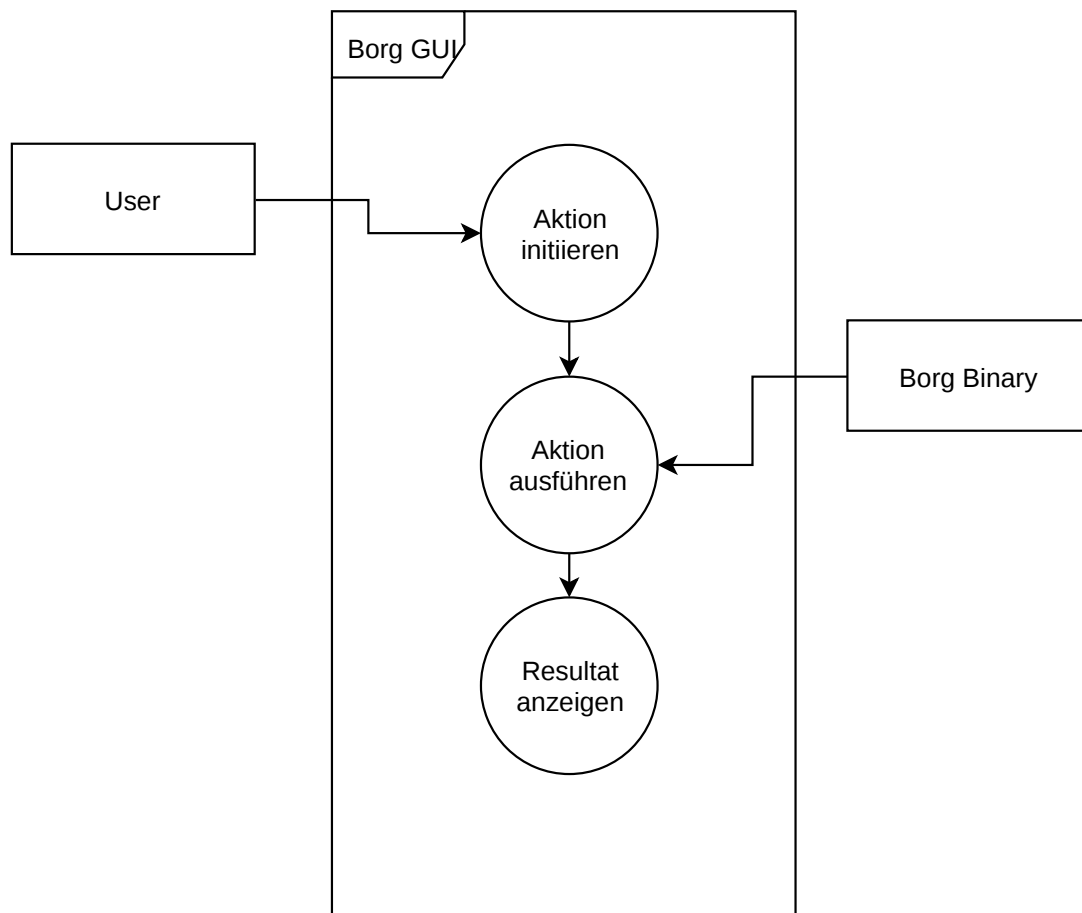 Borg GUI
User
Aktion
initiieren
Borg Binary
Aktion
ausführen
Resultat
anzeigen